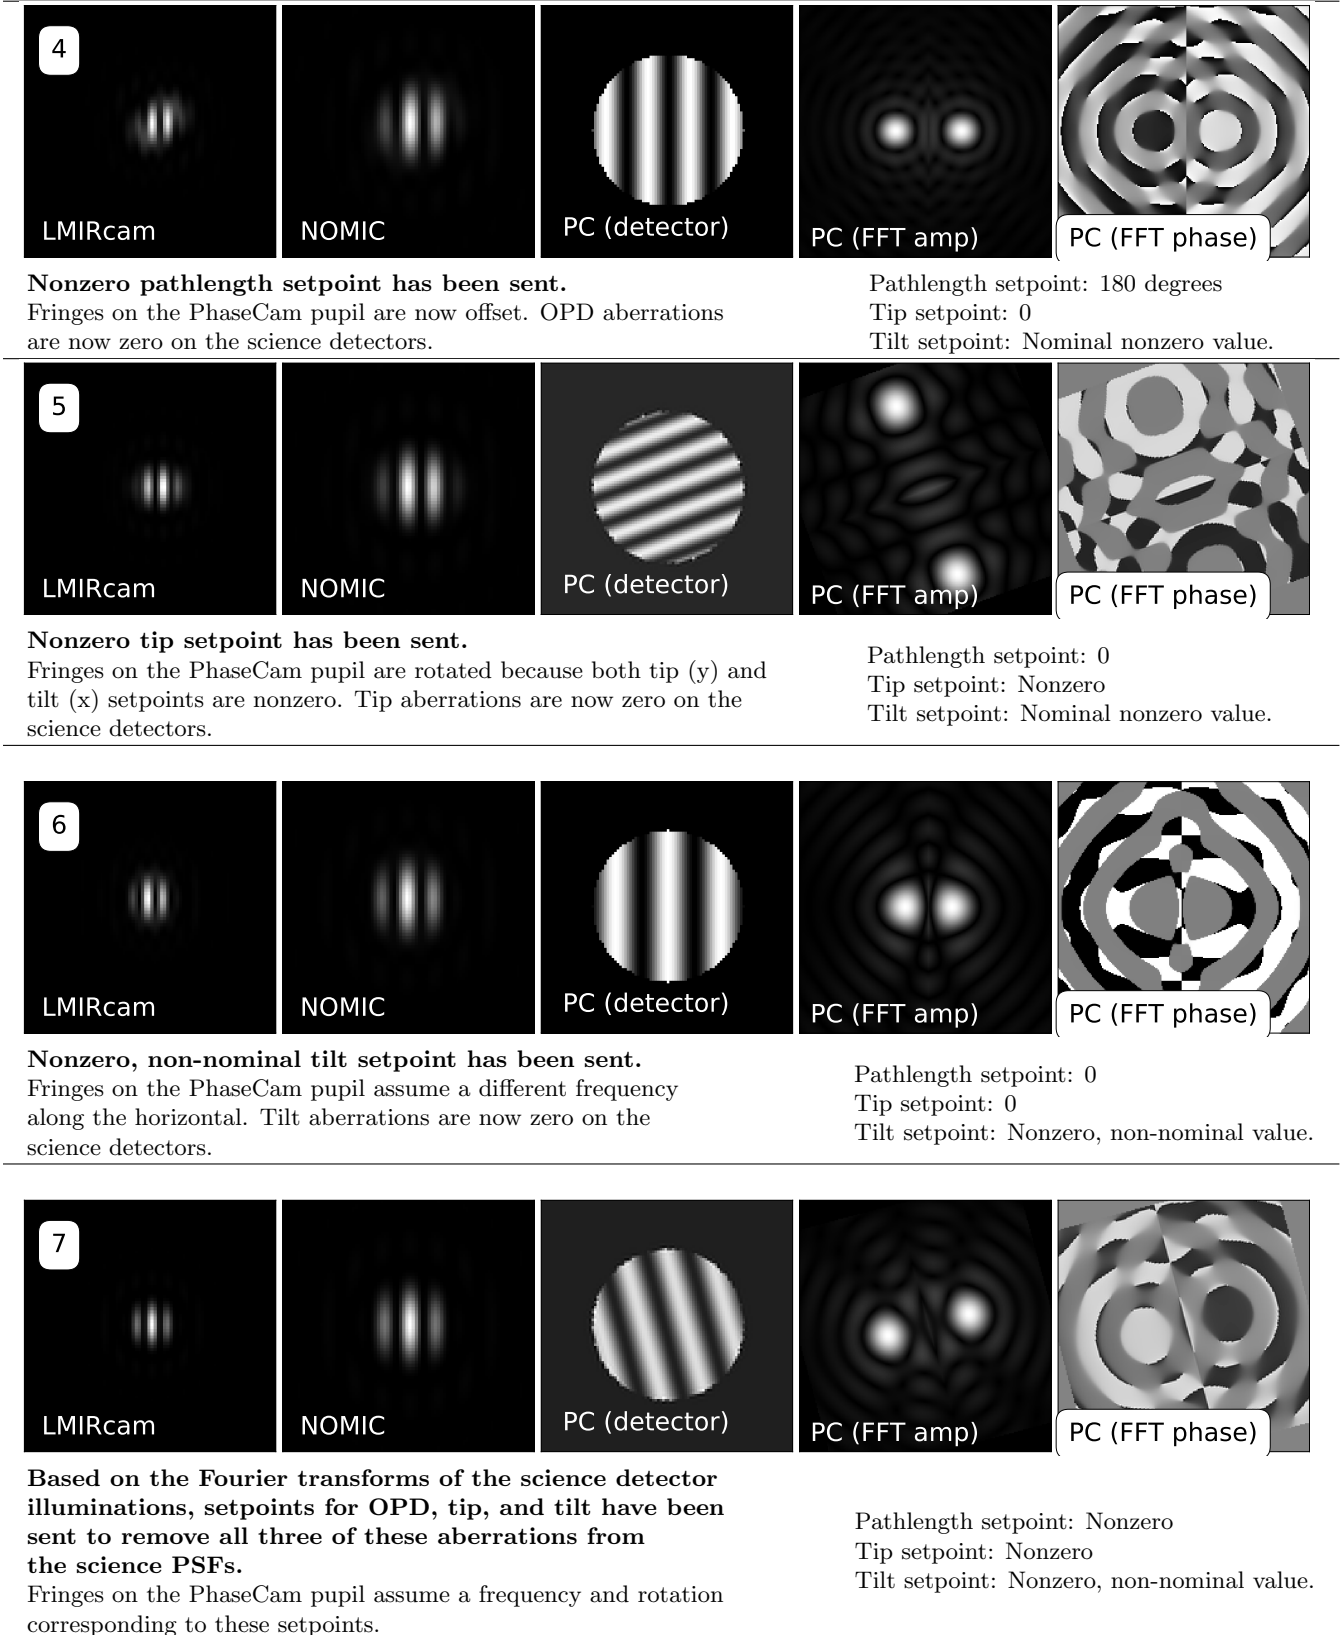 4
LMIRcam
NOMIC
PC (detector)
PC (FFT amp)
PC (FFT phase)
Nonzero pathlength setpoint has been sent.
Fringes on the PhaseCam pupil are now offset. OPD aberrations
are now zero on the science detectors.
Pathlength setpoint: 180 degrees
Tip setpoint: 0
Tilt setpoint: Nominal nonzero value.
5
LMIRcam
NOMIC
PC (detector)
PC (FFT amp)
PC (FFT phase)
Nonzero tip setpoint has been sent.
Fringes on the PhaseCam pupil are rotated because both tip (y) and
tilt (x) setpoints are nonzero. Tip aberrations are now zero on the
science detectors.
Pathlength setpoint: 0
Tip setpoint: Nonzero
Tilt setpoint: Nominal nonzero value.
6
LMIRcam
NOMIC
PC (detector)
PC (FFT amp)
PC (FFT phase)
Nonzero, non-nominal tilt setpoint has been sent.
Fringes on the PhaseCam pupil assume a different frequency
along the horizontal. Tilt aberrations are now zero on the
science detectors.
Pathlength setpoint: 0
Tip setpoint: 0
Tilt setpoint: Nonzero, non-nominal value.
7
LMIRcam
NOMIC
PC (detector)
PC (FFT amp)
PC (FFT phase)
Based on the Fourier transforms of the science detector
illuminations, setpoints for OPD, tip, and tilt have been
sent to remove all three of these aberrations from
the science PSFs.
Fringes on the PhaseCam pupil assume a frequency and rotation
corresponding to these setpoints.
Pathlength setpoint: Nonzero
Tip setpoint: Nonzero
Tilt setpoint: Nonzero, non-nominal value.